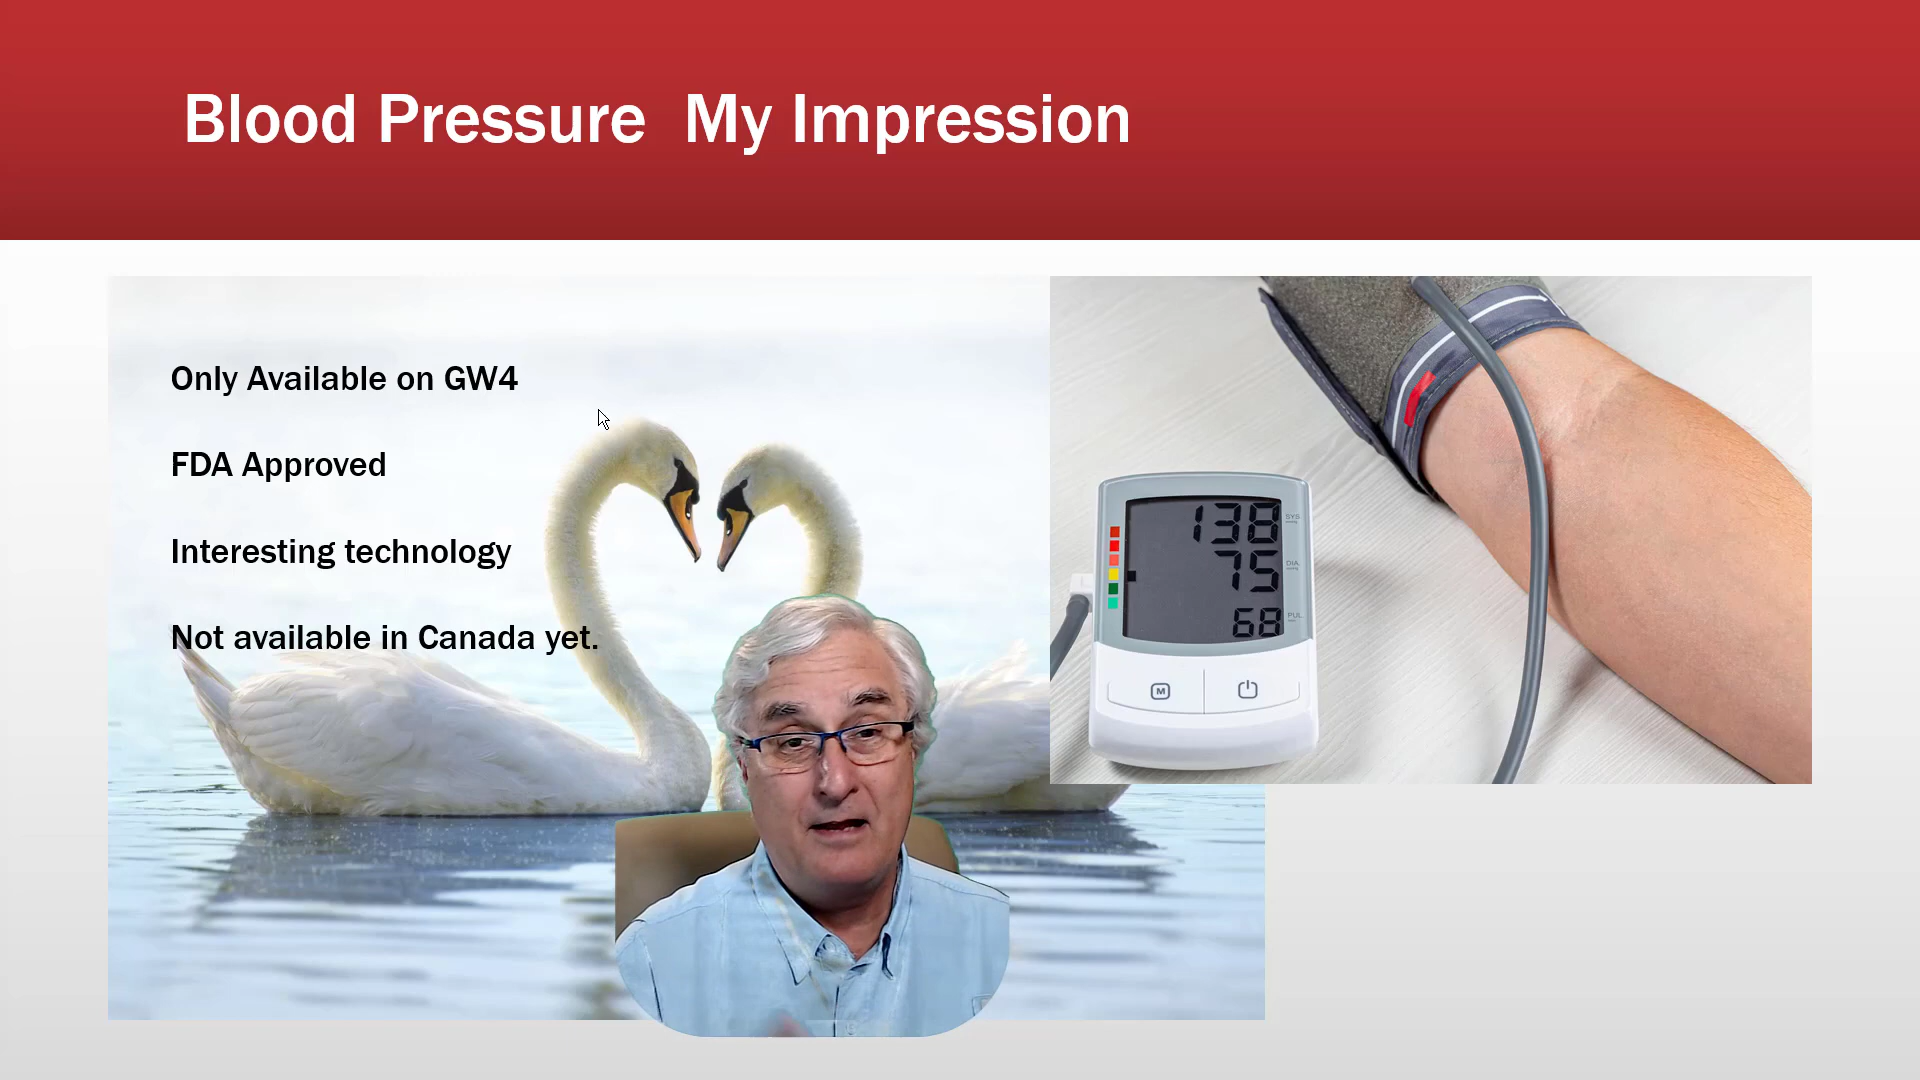 Blood Pressure  My Impression
Only Available on GW4
FDA Approved
Interesting technology
Not available in Canada yet.
138
SYS
75
DIA
68
PUL
M